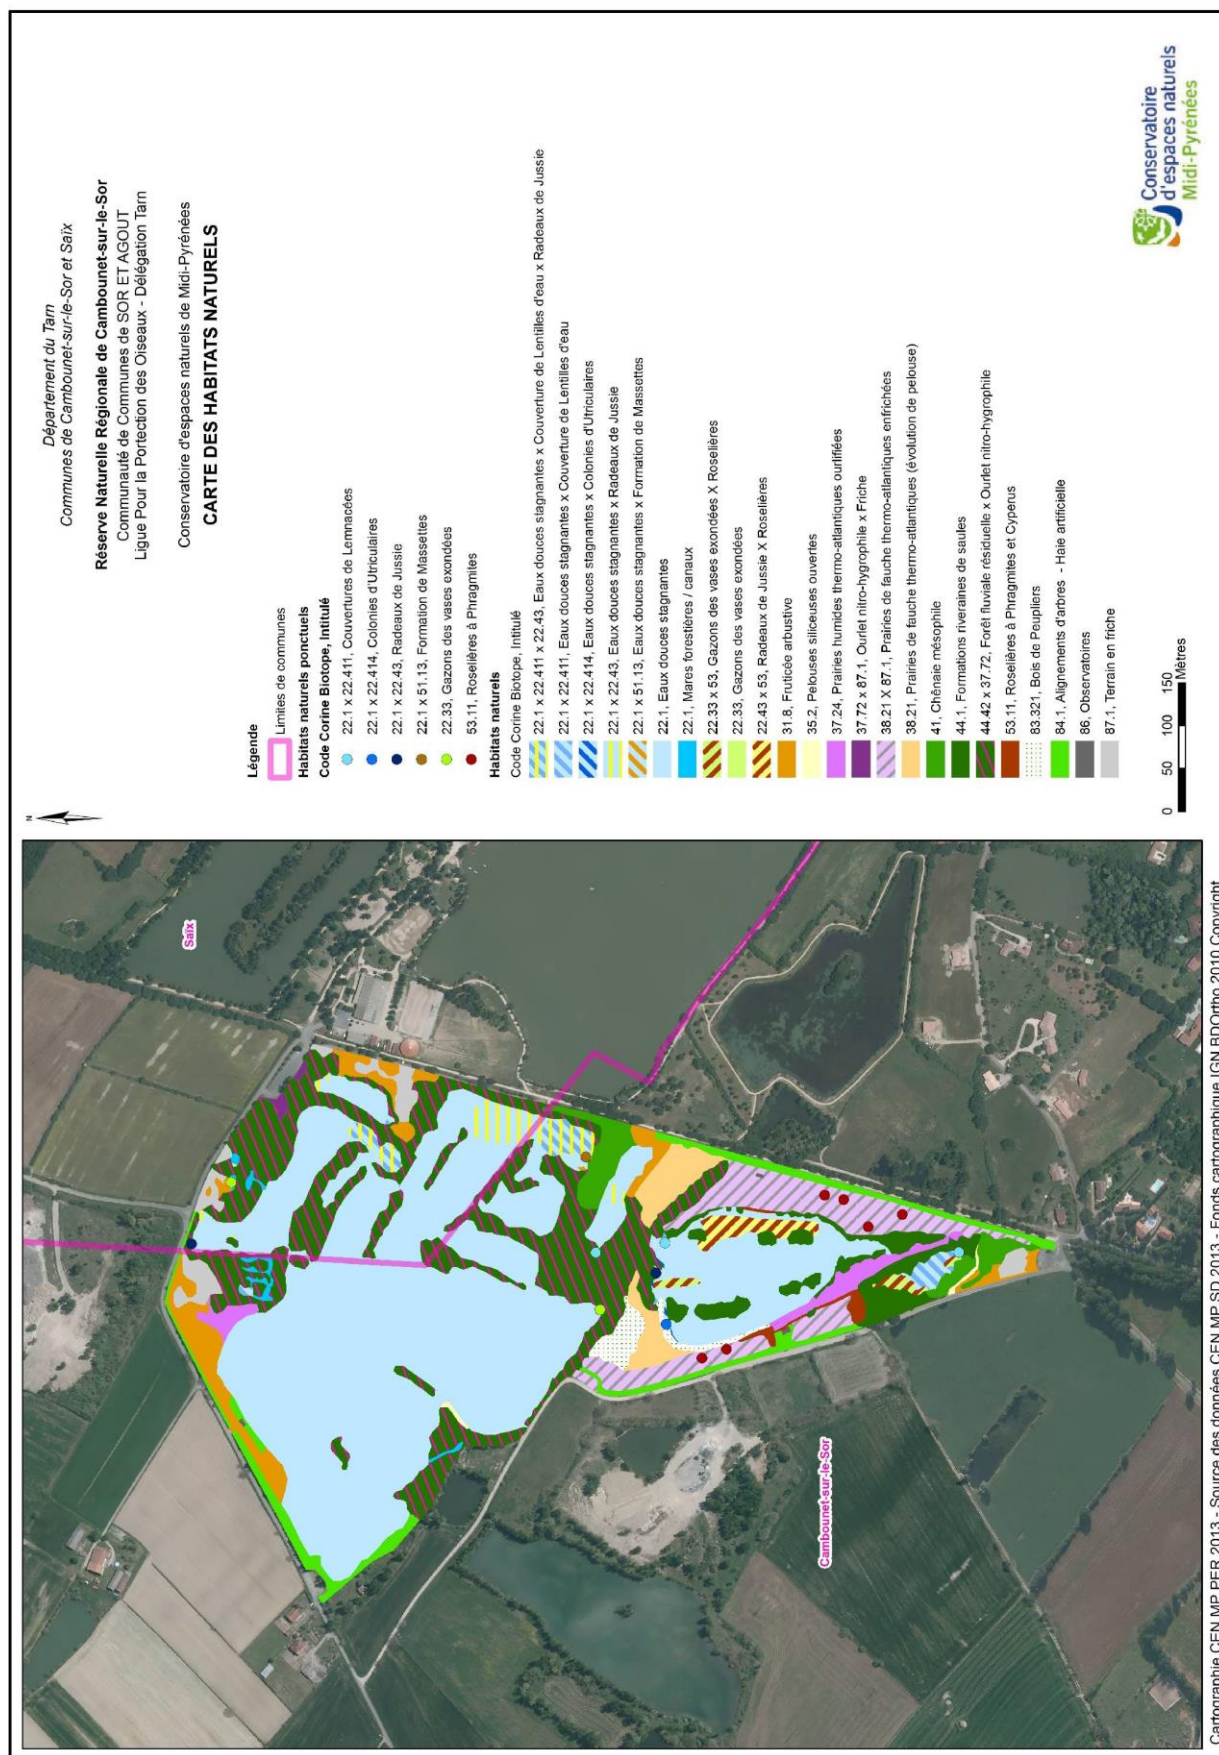 Département du Tarn
Communes de Cambounet-sur-le-Sor et Saïx
Réserve Naturelle Régionale de Cambounet-sur-le-Sor
Communauté de Communes de SOR ET AGOUT
Ligue Pour la Portection des Oiseaux - Délégation Tarn
Conservatoire d'espaces naturels de Midi-Pyrénées
CARTE DES HABITATS NATURELS
N
Légende
Limites de communes
Habitats naturels ponctuels
Code Corine Biotope, Intitulé
22.1 x 22.411, Couvertures de Lemnacées
22.1 x 22.414, Colonies d'Utriculaires
22.1 x 22.43, Radeaux de Jussie
22.1 x 51.13, Formation de Massettes
22.33, Gazons des vases exondées
53.11, Roselières à Phragmites
Habitats naturels
Code Corine Biotope, Intitulé
22.1 x 22.411 x 22.43, Eaux douces stagnantes x Couverture de Lentilles d'eau x Radeaux de Jussie
22.1 x 22.411, Eaux douces stagnantes x Couverture de Lentilles d'eau
22.1 x 22.414, Eaux douces stagnantes x Colonies d'Utriculaires
22.1 x 22.43, Eaux douces stagnantes x Radeaux de Jussie
22.1 x 51.13, Eaux douces stagnantes x Formation de Massettes
22.1, Eaux douces stagnantes
22.1, Mares forestières / canaux
22.33 x 53, Gazons des vases exondées X Roselières
22.33, Gazons des vases exondées
22.43 x 53, Radeaux de Jussie X Roselières
31.8, Fruticée arbustive
35.2, Pelouses siliceuses ouvertes
37.24, Prairies humides thermo-atlantiques ourlifiées
37.72 x 87.1, Ourlet nitro-hygrophile x Friche
38.21 X 87.1, Prairies de fauche thermo-atlantiques enfrichées
38.21, Prairies de fauche thermo-atlantiques (évolution de pelouse)
41, Chênaie mésophile
44.1, Formations riveraines de saules
44.42 x 37.72, Forêt fluviale résiduelle x Ourlet nitro-hygrophile
53.11, Roselières à Phragmites et Cyperus
83.321, Bois de Peupliers
84.1, Alignements d'arbres - Haie artificielle
86, Observatoires
87.1, Terrain en friche
0 50 100 150
Mètres
Conservatoire
d'espaces naturels
Midi-Pyrénées
Saïx
Cambounet-sur-le-Sor
Cartographie CEN MP PER 2013 - Source des données CEN MP SD 2013 - Fonds cartographique IGN BDOrtho 2010 Copyright